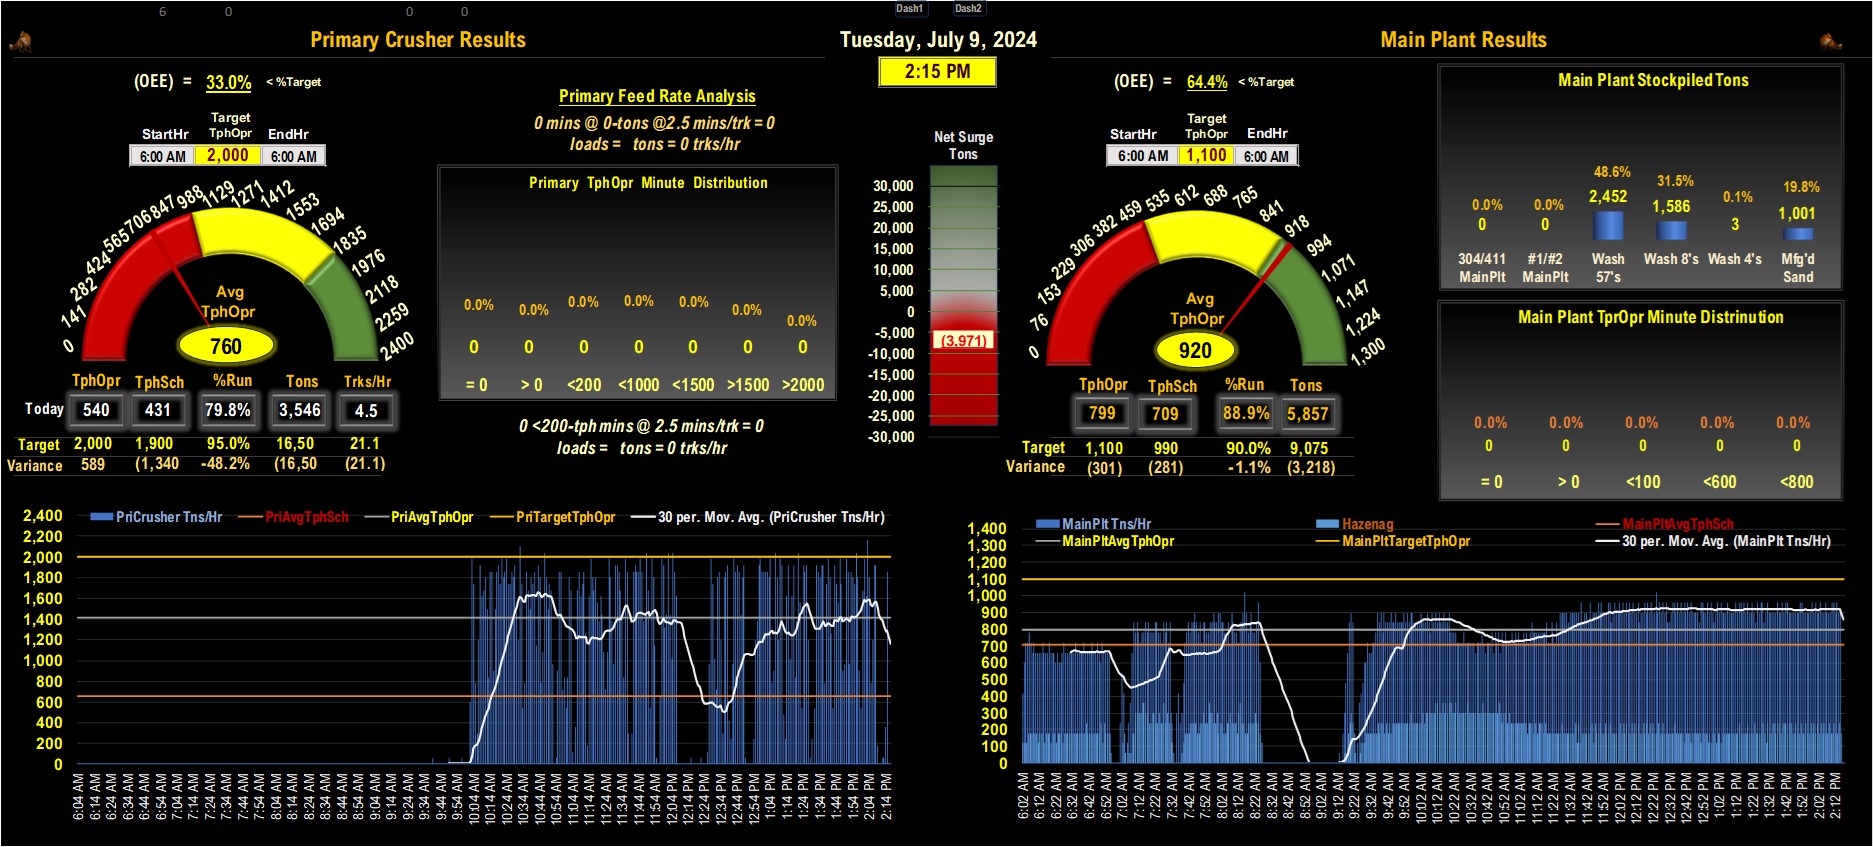 6 0 0 0
Dash1 Dash2
Primary Crusher Results
Tuesday, July 9, 2024
Main Plant Results
2:15 PM
(OEE) = 33.0% < %Target
Target
StartHr TphOpr EndHr
6:00 AM 2,000 6:00 AM
0 141 282 424 565 706 847 988 1129 1271 1412 1553 1694 1835 1976 2118 2259 2400
Avg
TphOpr
760
TphOpr TphSch %Run Tons Trks/Hr
Today 540 431 79.8% 3,546 4.5
Target 2,000 1,900 95.0% 16,50 21.1
Variance 589 (1,340 -48.2% (16,50 (21.1)
Primary Feed Rate Analysis
0 mins @ 0-tons @2.5 mins/trk = 0
loads = tons = 0 trks/hr
Primary TphOpr Minute Distribution
0.0% 0.0% 0.0% 0.0% 0.0% 0.0% 0.0%
0 0 0 0 0 0 0
= 0 > 0 <200 <1000 <1500 >1500 >2000
0 <200-tph mins @ 2.5 mins/trk = 0
loads = tons = 0 trks/hr
Net Surge
Tons
30,000
25,000
20,000
15,000
10,000
5,000
0
-5,000
(3,971)
-10,000
-15,000
-20,000
-25,000
-30,000
(OEE) = 64.4% < %Target
Target
StartHr TphOpr EndHr
6:00 AM 1,100 6:00 AM
0 76 153 229 306 382 459 535 612 688 765 841 918 994 1,071 1,147 1,224 1,300
Avg
TphOpr
920
TphOpr TphSch %Run Tons
799 709 88.9% 5,857
Target 1,100 990 90.0% 9,075
Variance (301) (281) -1.1% (3,218)
Main Plant Stockpiled Tons
0.0% 0.0% 48.6% 31.5% 0.1% 19.8%
0 0 2,452 1,586 3 1,001
304/411 #1/#2 Wash Wash 8's Wash 4's Mfg'd
MainPlt MainPlt 57's Sand
Main Plant TprOpr Minute Distrinution
0.0% 0.0% 0.0% 0.0% 0.0%
0 0 0 0 0
= 0 > 0 <100 <600 <800
PriCrusher Tns/Hr PriAvgTphSch PriAvgTphOpr PriTargetTphOpr 30 per. Mov. Avg. (PriCrusher Tns/Hr)
2,400
2,200
2,000
1,800
1,600
1,400
1,200
1,000
800
600
400
200
0
6:04 AM 6:14 AM 6:24 AM 6:34 AM 6:44 AM 6:54 AM 7:04 AM 7:14 AM 7:24 AM 7:34 AM 7:44 AM 7:54 AM 8:04 AM 8:14 AM 8:24 AM 8:34 AM 8:44 AM 8:54 AM 9:04 AM 9:14 AM 9:24 AM 9:34 AM 9:44 AM 9:54 AM 10:04 AM 10:14 AM 10:24 AM 10:34 AM 10:44 AM 10:54 AM 11:04 AM 11:14 AM 11:24 AM 11:34 AM 11:44 AM 11:54 AM 12:04 PM 12:14 PM 12:24 PM 12:34 PM 12:44 PM 12:54 PM 1:04 PM 1:14 PM 1:24 PM 1:34 PM 1:44 PM 1:54 PM 2:04 PM 2:14 PM
MainPlt Tns/Hr Hazenag MainPltAvgTphSch
MainPltAvgTphOpr MainPltTargetTphOpr 30 per. Mov. Avg. (MainPlt Tns/Hr)
1,400
1,300
1,200
1,100
1,000
900
800
700
600
500
400
300
200
100
0
6:02 AM 6:12 AM 6:22 AM 6:32 AM 6:42 AM 6:52 AM 7:02 AM 7:12 AM 7:22 AM 7:32 AM 7:42 AM 7:52 AM 8:02 AM 8:12 AM 8:22 AM 8:32 AM 8:42 AM 8:52 AM 9:02 AM 9:12 AM 9:22 AM 9:32 AM 9:42 AM 9:52 AM 10:02 AM 10:12 AM 10:22 AM 10:32 AM 10:42 AM 10:52 AM 11:02 AM 11:12 AM 11:22 AM 11:32 AM 11:42 AM 11:52 AM 12:02 PM 12:12 PM 12:22 PM 12:32 PM 12:42 PM 12:52 PM 1:02 PM 1:12 PM 1:22 PM 1:32 PM 1:42 PM 1:52 PM 2:02 PM 2:12 PM